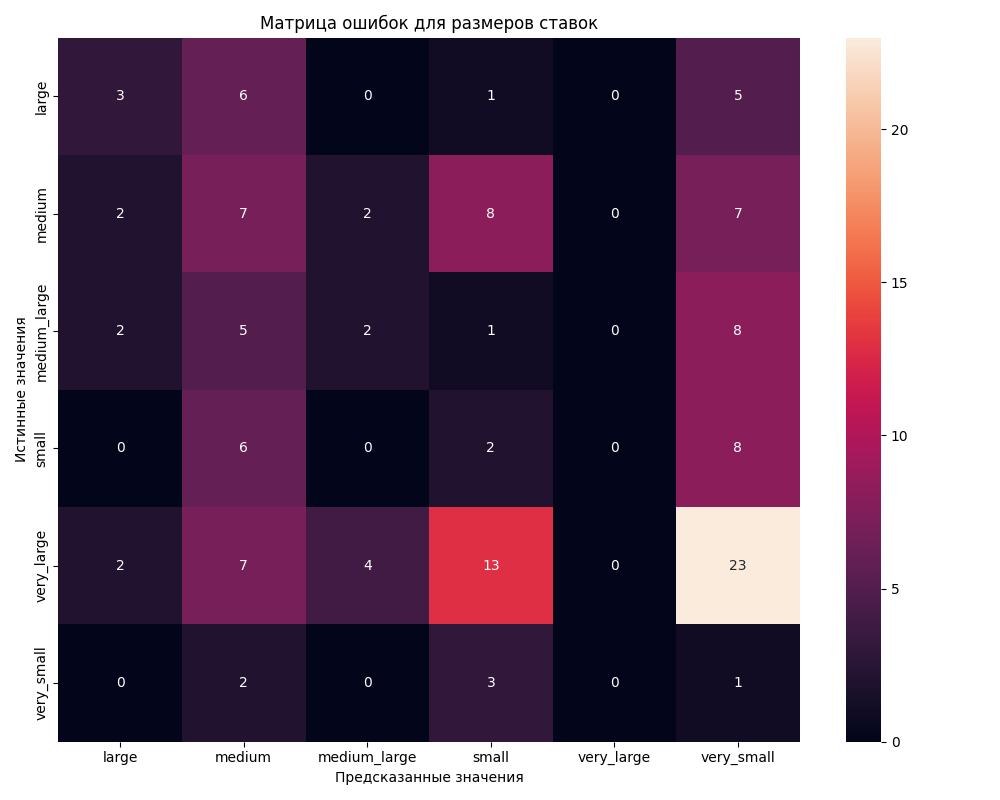 Матрица ошибок для размеров ставок
large 3 6 0 1 0 5
medium 2 7 2 8 0 7
medium_large 2 5 2 1 0 8
small 0 6 0 2 0 8
very_large 2 7 4 13 0 23
very_small 0 2 0 3 0 1
Истинные значения
large medium medium_large small very_large very_small
Предсказанные значения
20
15
10
5
0